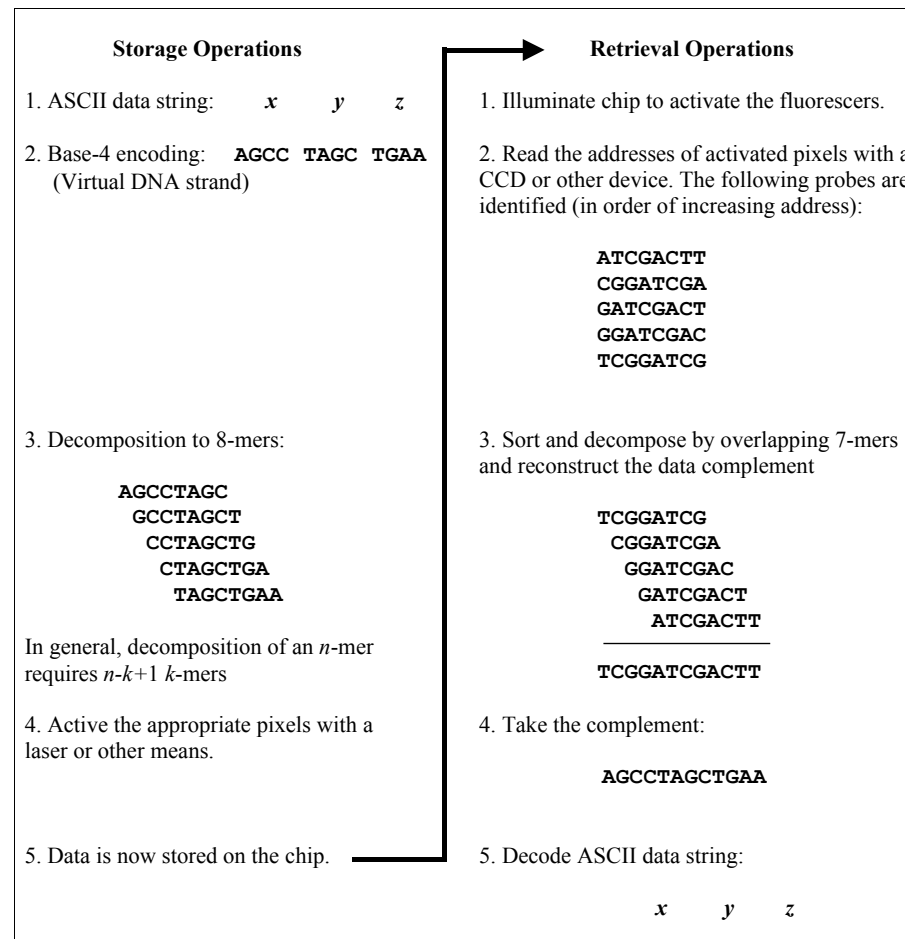 Storage Operations
1. ASCII data string: x y z
2. Base-4 encoding: AGCC TAGC TGAA
(Virtual DNA strand)
3. Decomposition to 8-mers:
AGCCTAGC
GCCTAGCT
CCTAGCTG
CTAGCTGA
TAGCTGAA
In general, decomposition of an n-mer
requires n-k+1 k-mers
4. Active the appropriate pixels with a
laser or other means.
5. Data is now stored on the chip.
Retrieval Operations
1. Illuminate chip to activate the fluorescers.
2. Read the addresses of activated pixels with a
CCD or other device. The following probes are
identified (in order of increasing address):
ATCGACTT
CGGATCGA
GATCGACT
GGATCGAC
TCGGATCG
3. Sort and decompose by overlapping 7-mers
and reconstruct the data complement
TCGGATCG
CGGATCGA
GGATCGAC
GATCGACT
ATCGACTT
TCGGATCGACTT
4. Take the complement:
AGCCTAGCTGAA
5. Decode ASCII data string:
x y z